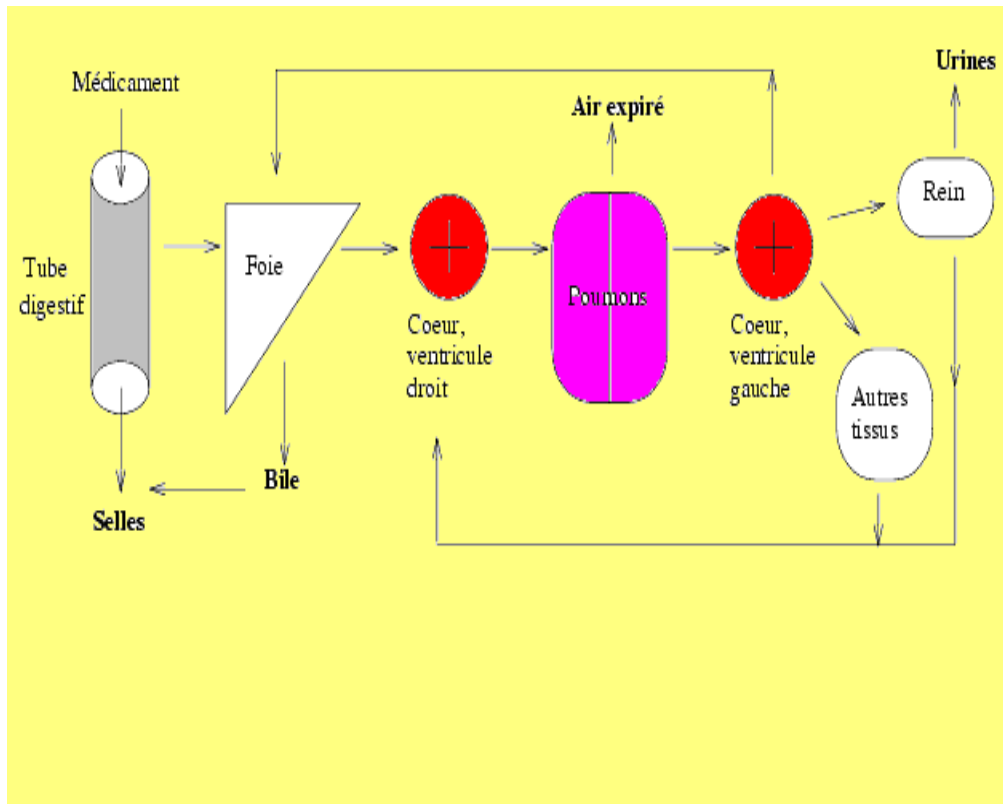 Médicament
Tube
digestif
Selles
Foie
Bile
Coeur,
ventricule
droit
Air expiré
Poumons
Coeur,
ventricule
gauche
Urines
Rein
Autres
tissus